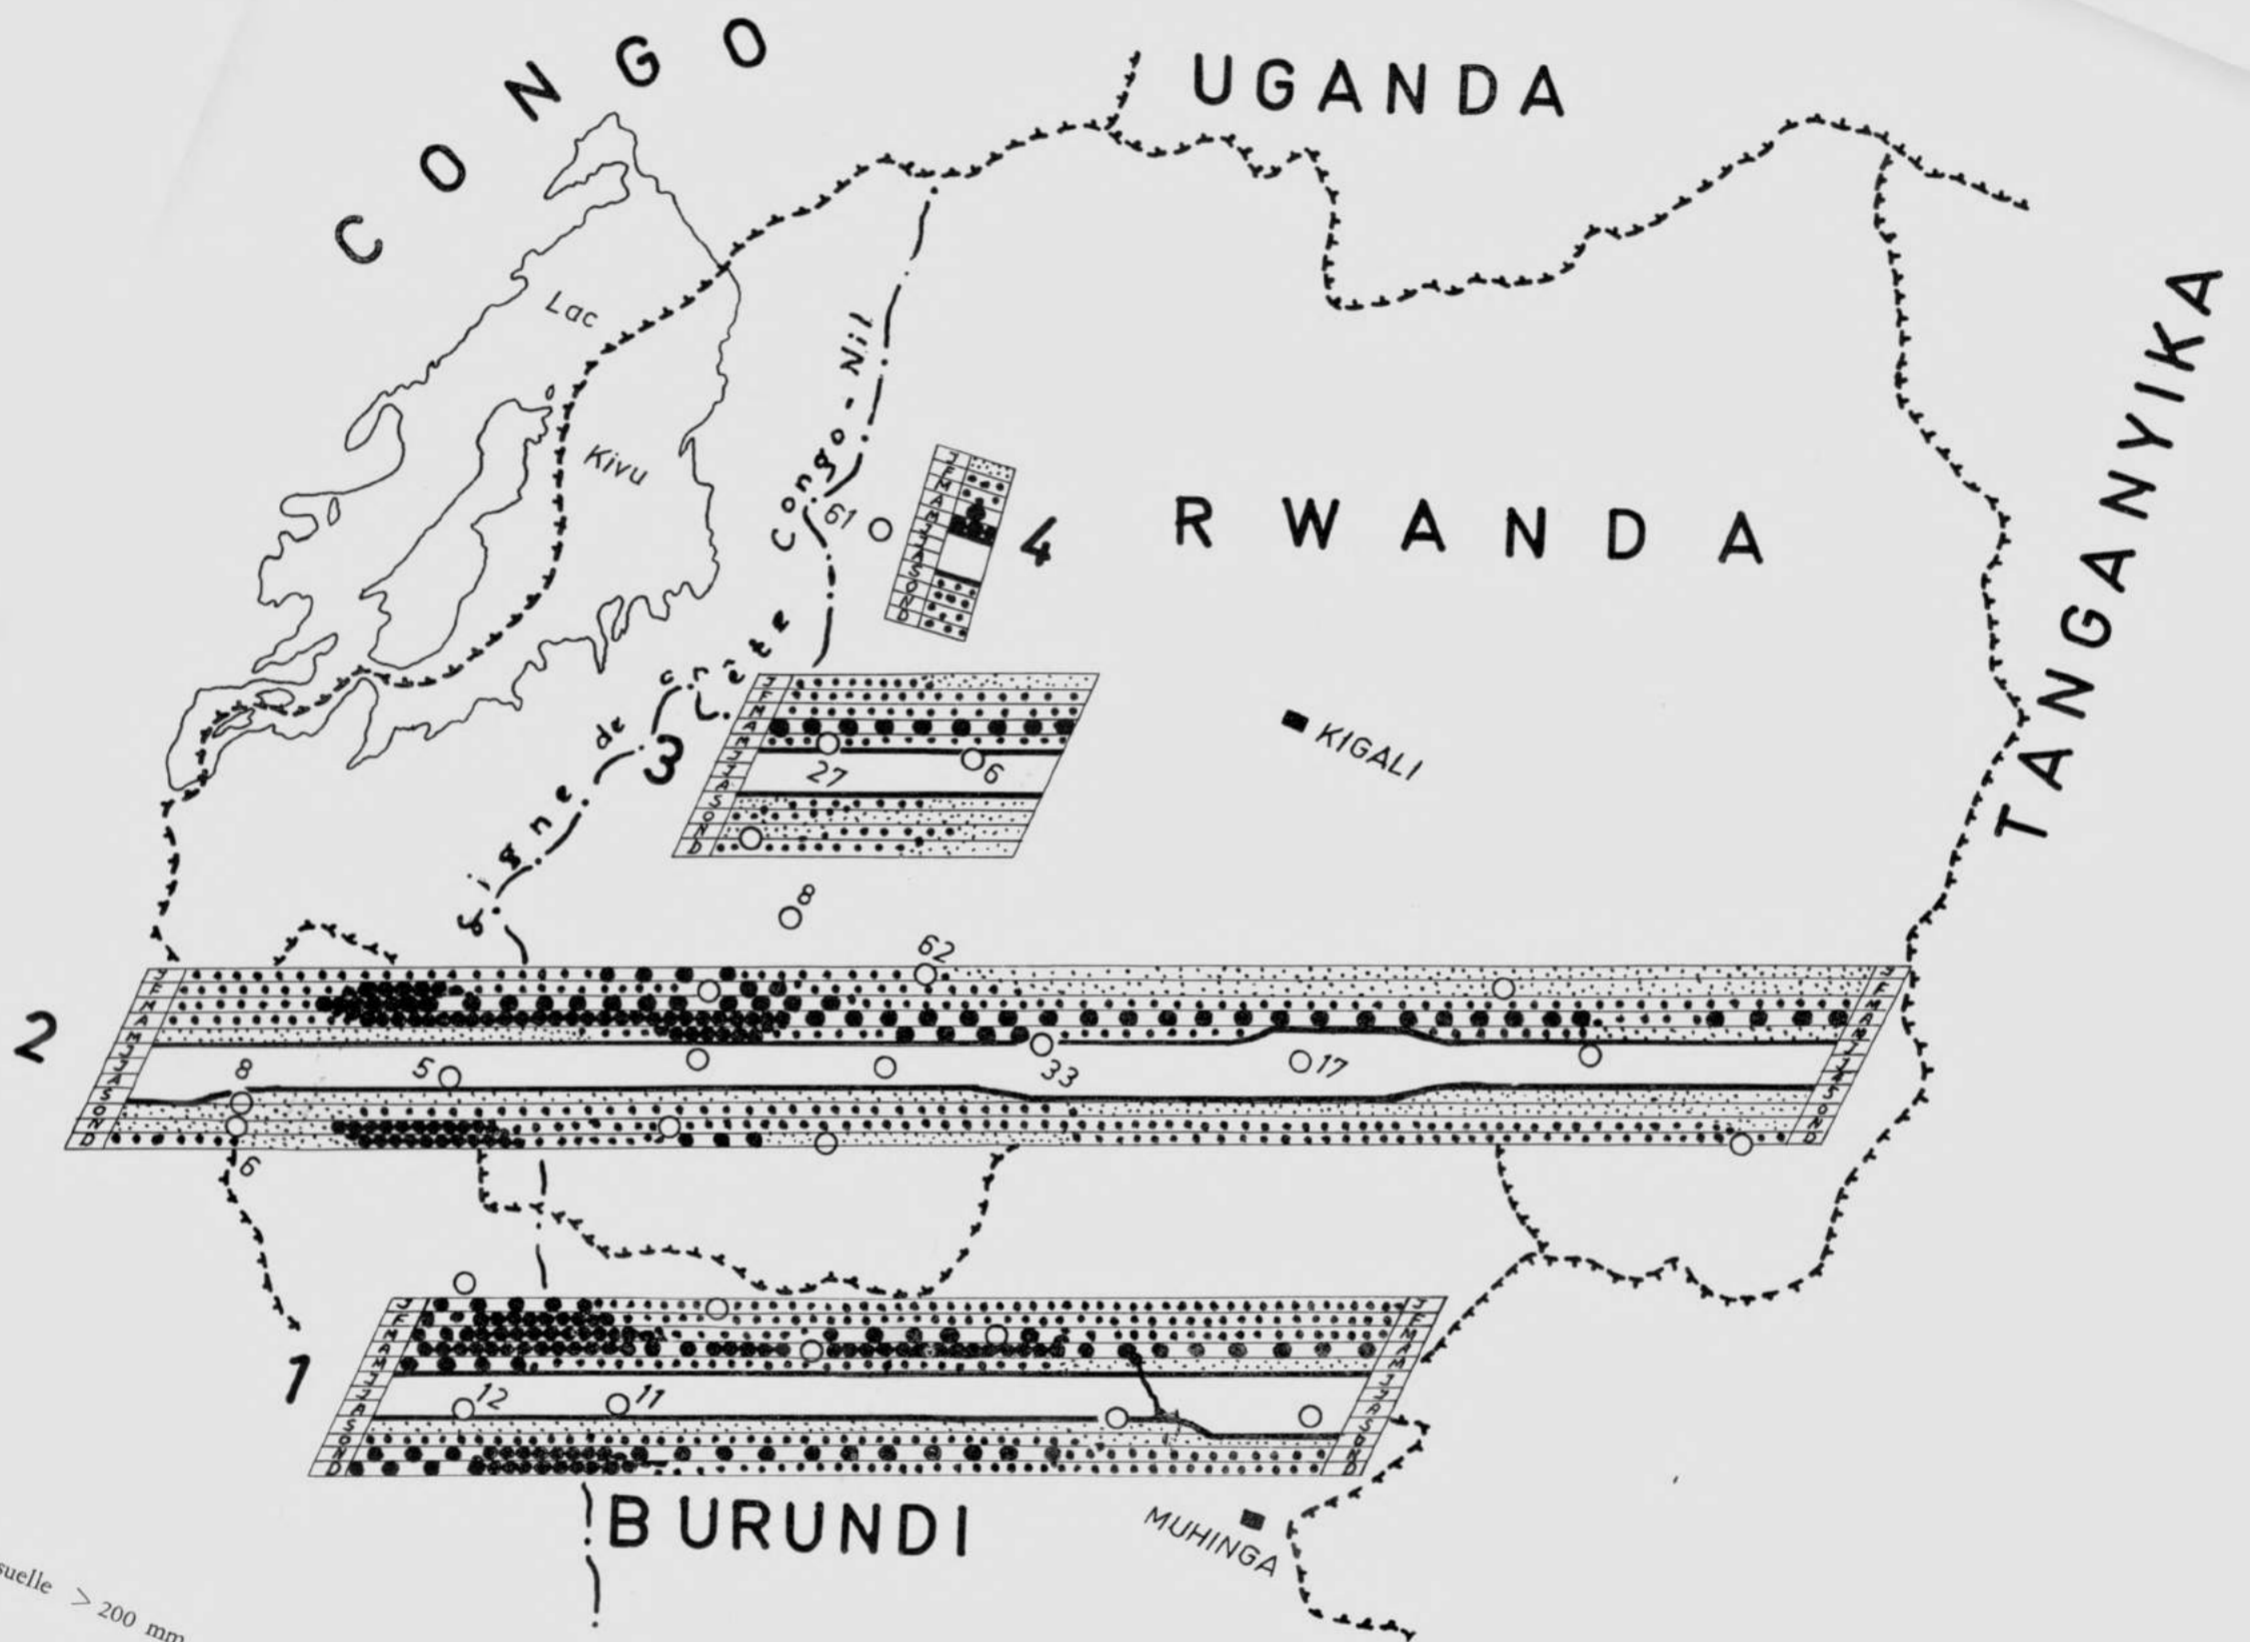 CONGO
UGANDA
Lac
Kivu
Ligne de crête Congo-Nil
61
J
F
M
A
M
J
J
A
S
O
N
D
4
RWANDA
TANGANYIKA
J
F
M
A
M
J
J
A
S
O
N
D
3
27
6
KIGALI
8
62
2
J
F
M
A
M
J
J
A
S
O
N
D
8
5
33
17
6
J
F
M
A
M
J
J
A
S
O
N
D
1
J
F
M
A
M
J
J
A
S
O
N
D
12
11
J
F
M
A
M
J
J
A
S
O
N
D
BURUNDI
MUHINGA
suelle > 200 mm